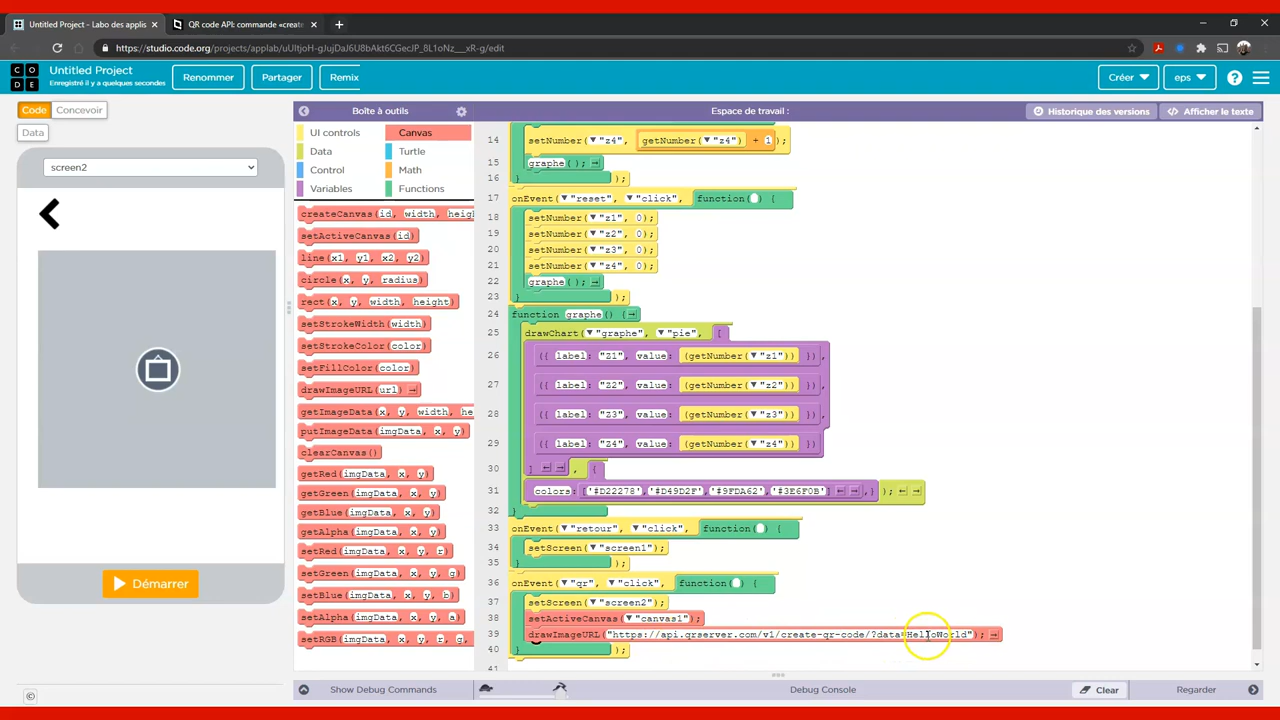 Untitled Project - Labo des applis
QR code API: commande «create
https://studio.code.org/projects/applab/uUItjoH-gJujDaJ6U8bAkt6CGecJP_8L1oNz__xR-g/edit
C O D E
Untitled Project
Enregistré il y a quelques secondes
Renommer
Partager
Remix
Créer
eps
Code
Concevoir
Data
screen2
Démarrer
©
Boîte à outils
UI controls
Canvas
Data
Turtle
Control
Math
Variables
Functions
createCanvas(id, width, heigh
setActiveCanvas(id)
line(x1, y1, x2, y2)
circle(x, y, radius)
rect(x, y, width, height)
setStrokeWidth(width)
setStrokeColor(color)
setFillColor(color)
drawImageURL(url)
getImageData(x, y, width, he
putImageData(imgData, x, y)
clearCanvas()
getRed(imgData, x, y)
getGreen(imgData, x, y)
getBlue(imgData, x, y)
getAlpha(imgData, x, y)
setRed(imgData, x, y, r)
setGreen(imgData, x, y, g)
setBlue(imgData, x, y, b)
setAlpha(imgData, x, y, a)
setRGB(imgData, x, y, r, g,
Espace de travail :
Historique des versions
</> Afficher le texte
14 setNumber("z4", getNumber("z4") + 1);
15 graphe();
16 } );
17 onEvent("reset", "click", function() {
18 setNumber("z1", 0);
19 setNumber("z2", 0);
20 setNumber("z3", 0);
21 setNumber("z4", 0);
22 graphe();
23 } );
24 function graphe() {
25 drawChart("graphe", "pie", [
26 ({ label: "Z1", value: (getNumber("z1")) }),
27 ({ label: "Z2", value: (getNumber("z2")) }),
28 ({ label: "Z3", value: (getNumber("z3")) }),
29 ({ label: "Z4", value: (getNumber("z4")) })
30 ] , {
31 colors: ['#D22278','#D49D2F','#9FDA62','#3E6F0B'] ,} );
32 }
33 onEvent("retour", "click", function() {
34 setScreen("screen1");
35 } );
36 onEvent("qr", "click", function() {
37 setScreen("screen2");
38 setActiveCanvas("canvas1");
39 drawImageURL("https://api.qrserver.com/v1/create-qr-code/?data=HelloWorld");
40 } );
41
Show Debug Commands
Debug Console
Clear
Regarder